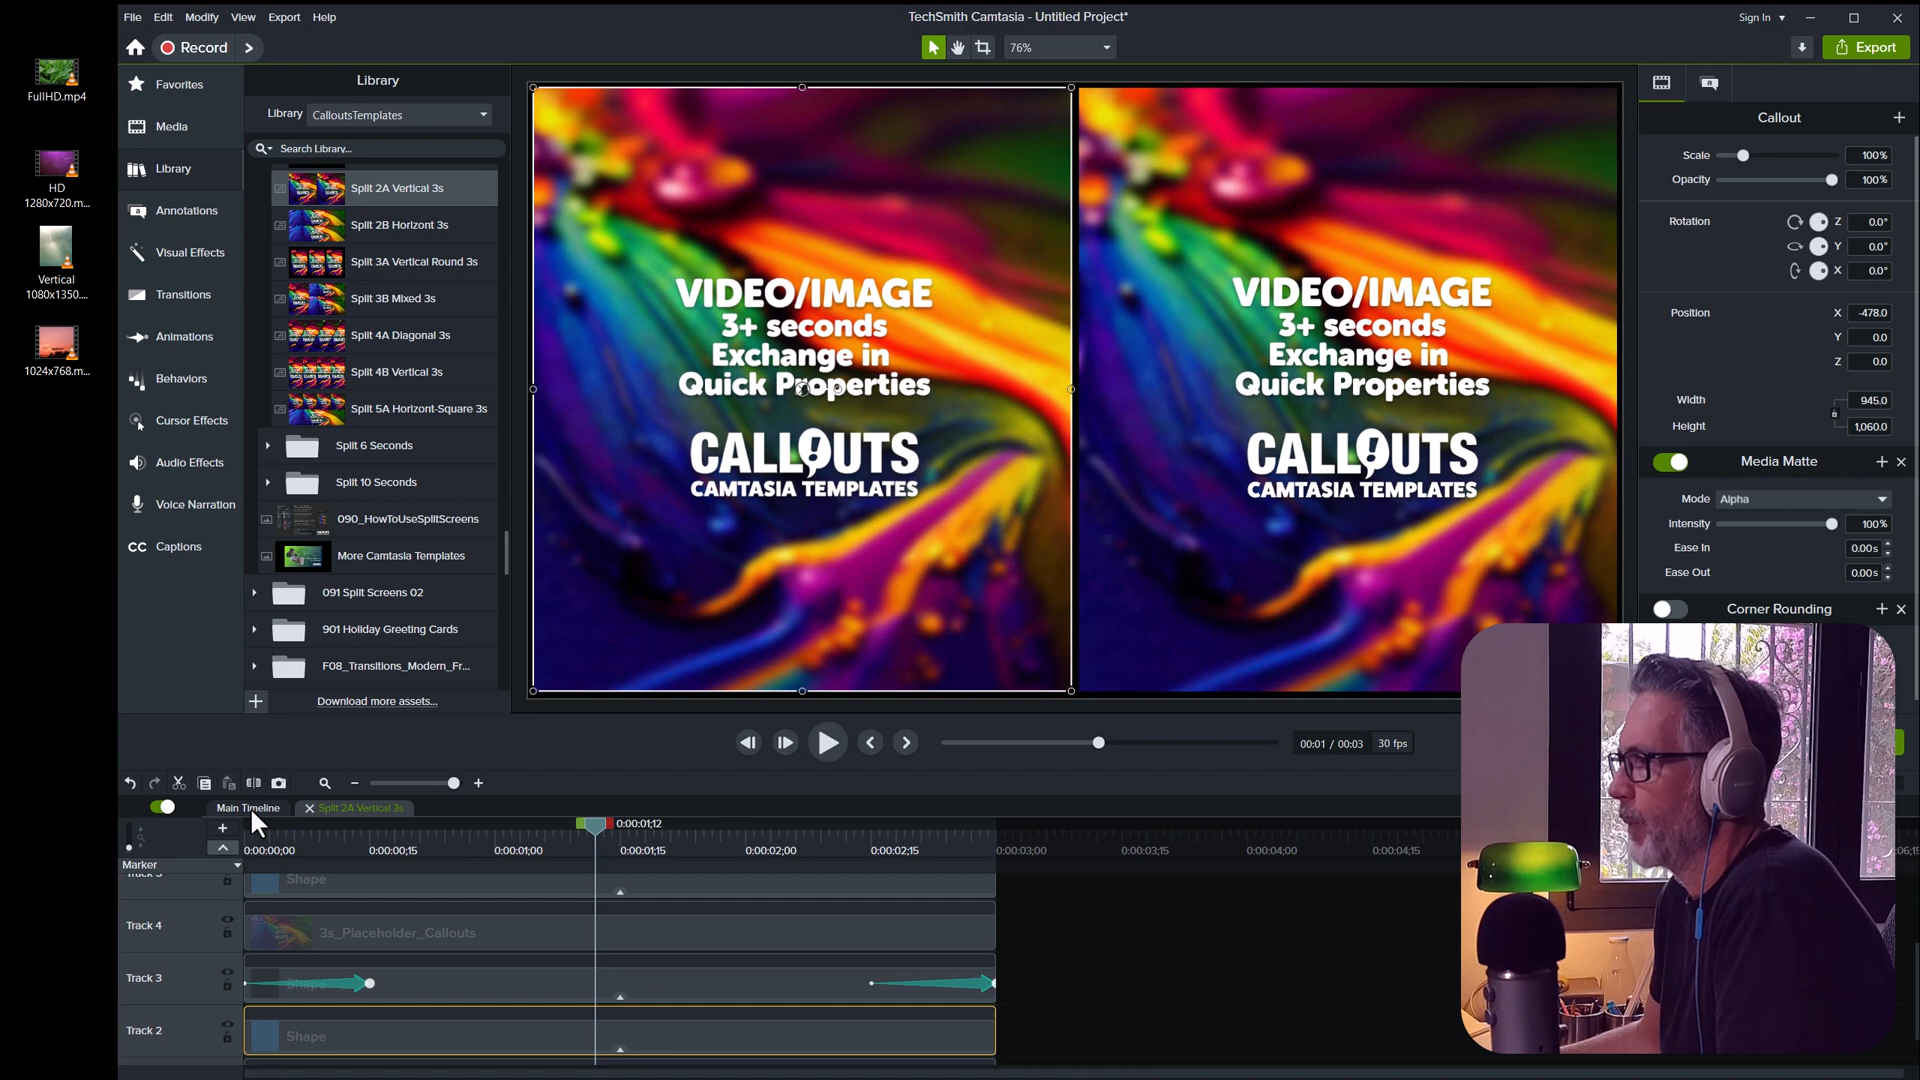 File Edit Modify View Export Help
TechSmith Camtasia - Untitled Project*
Sign In
Record
76%
Export
FullHD.mp4
HD
1280x720.m...
Vertical
1080x1350....
1024x768.m...
Favorites
Media
Library
Annotations
Visual Effects
Transitions
Animations
Behaviors
Cursor Effects
Audio Effects
Voice Narration
CC Captions
Library
Library CalloutsTemplates
Search Library...
Split 2A Vertical 3s
Split 2B Horizont 3s
Split 3A Vertical Round 3s
Split 3B Mixed 3s
Split 4A Diagonal 3s
Split 4B Vertical 3s
Split 5A Horizont-Square 3s
Split 6 Seconds
Split 10 Seconds
090_HowToUseSplitScreens
More Camtasia Templates
091 Split Screens 02
901 Holiday Greeting Cards
F08_Transitions_Modern_Fr...
Download more assets...
VIDEO/IMAGE
3+ seconds
Exchange in
Quick Properties
CALLOUTS
CAMTASIA TEMPLATES
VIDEO/IMAGE
3+ seconds
Exchange in
Quick Properties
CALLOUTS
CAMTASIA TEMPLATES
Callout
Scale 100%
Opacity 100%
Rotation Z 0.0°
Y 0.0°
X 0.0°
Position X -478.0
Y 0.0
Z 0.0
Width 945.0
Height 1,060.0
Media Matte
Mode Alpha
Intensity 100%
Ease In 0.00s
Ease Out 0.00s
Corner Rounding
00:01 / 00:03 30 fps
Main Timeline Split 2A Vertical 3s
0:00:01;12
0:00:00;00 0:00:00;15 0:00:01;00 0:00:01;15 0:00:02;00 0:00:02;15 0:00:03;00 0:00:03;15 0:00:04;00 0:00:04;15
Marker
Shape
Track 4
3s_Placeholder_Callouts
Track 3
Shape
Track 2
Shape